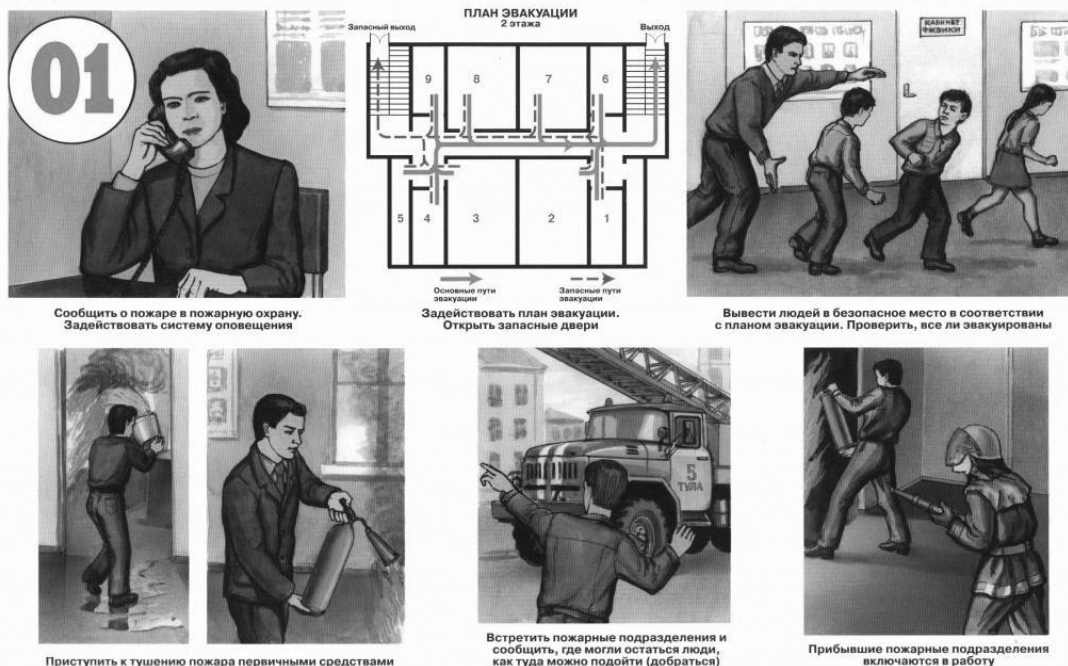 01
Сообщить о пожаре в пожарную охрану.
Задействовать систему оповещения
ПЛАН ЭВАКУАЦИИ
2 этажа
Запасный выход
Выход
9
8
7
6
5
4
3
2
1
Основные пути
эвакуации
Запасные пути
эвакуации
Задействовать план эвакуации.
Открыть запасные двери
КАБИНЕТ
ФИЗИКИ
Вывести людей в безопасное место в соответствии
с планом эвакуации. Проверить, все ли эвакуированы
Приступить к тушению пожара первичными средствами
5
ТУЛА
Встретить пожарные подразделения и
сообщить, где могли остаться люди,
как туда можно подойти (добраться)
Прибывшие пожарные подразделения
включаются в работу